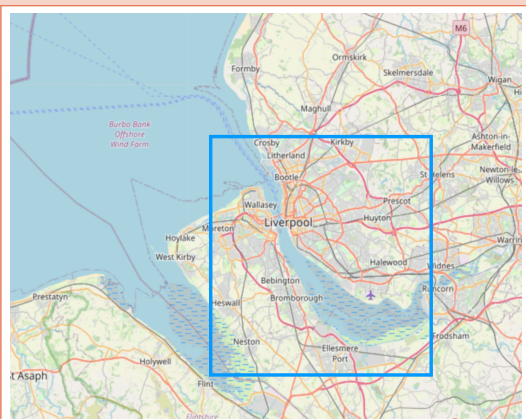 M6
Ormskirk
Formby
Skelmersdale
Wigan
Maghull
Burbo Bank
Offshore
Wind Farm
Ashton-in-
Makerfield
Crosby
Kirkby
Litherland
Newton-le-
Willows
Bootle
St Helens
Prescot
Wallasey
Liverpool
Huyton
Moreton
Hoylake
Warrin
West Kirby
Halewood
Widnes
Bebington
Runcorn
Prestatyn
Heswall
Bromborough
Frodsham
Neston
Ellesmere
Port
Holywell
t Asaph
Flint
Flintshire